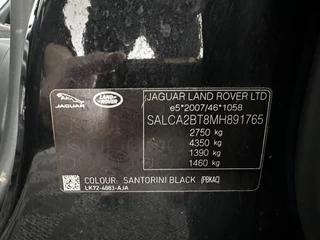 JAGUAR
LAND
ROVER
JAGUAR LAND ROVER LTD
e5*2007/46*1058
SALCA2BT8MH891765
2750 kg
4350 kg
1390 kg
1460 kg
COLOUR: SANTORINI BLACK (PBKAC)
LK72-4863-AJA